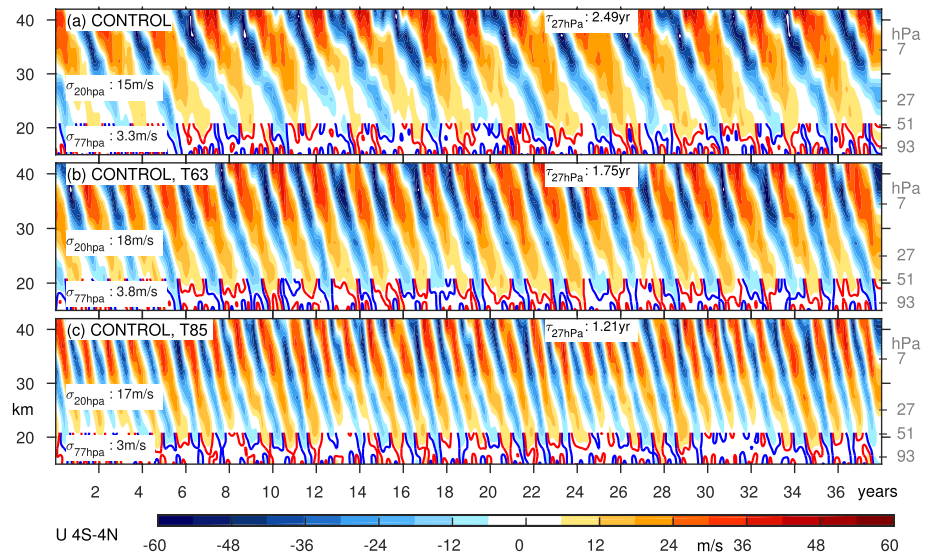 (a) CONTROL
τ27hPa : 2.49yr
hPa
40
7
30
σ20hpa : 15m/s
27
20
51
σ77hpa : 3.3m/s
93
(b) CONTROL, T63
τ27hPa : 1.75yr
40
hPa
7
30
σ20hpa : 18m/s
27
20
51
σ77hpa : 3.8m/s
93
(c) CONTROL, T85
τ27hPa : 1.21yr
40
hPa
7
30
σ20hpa : 17m/s
km
27
20
51
σ77hpa : 3m/s
93
2 4 6 8 10 12 14 16 18 20 22 24 26 28 30 32 34 36 years
U 4S-4N
-60 -48 -36 -24 -12 0 12 24 m/s 36 48 60